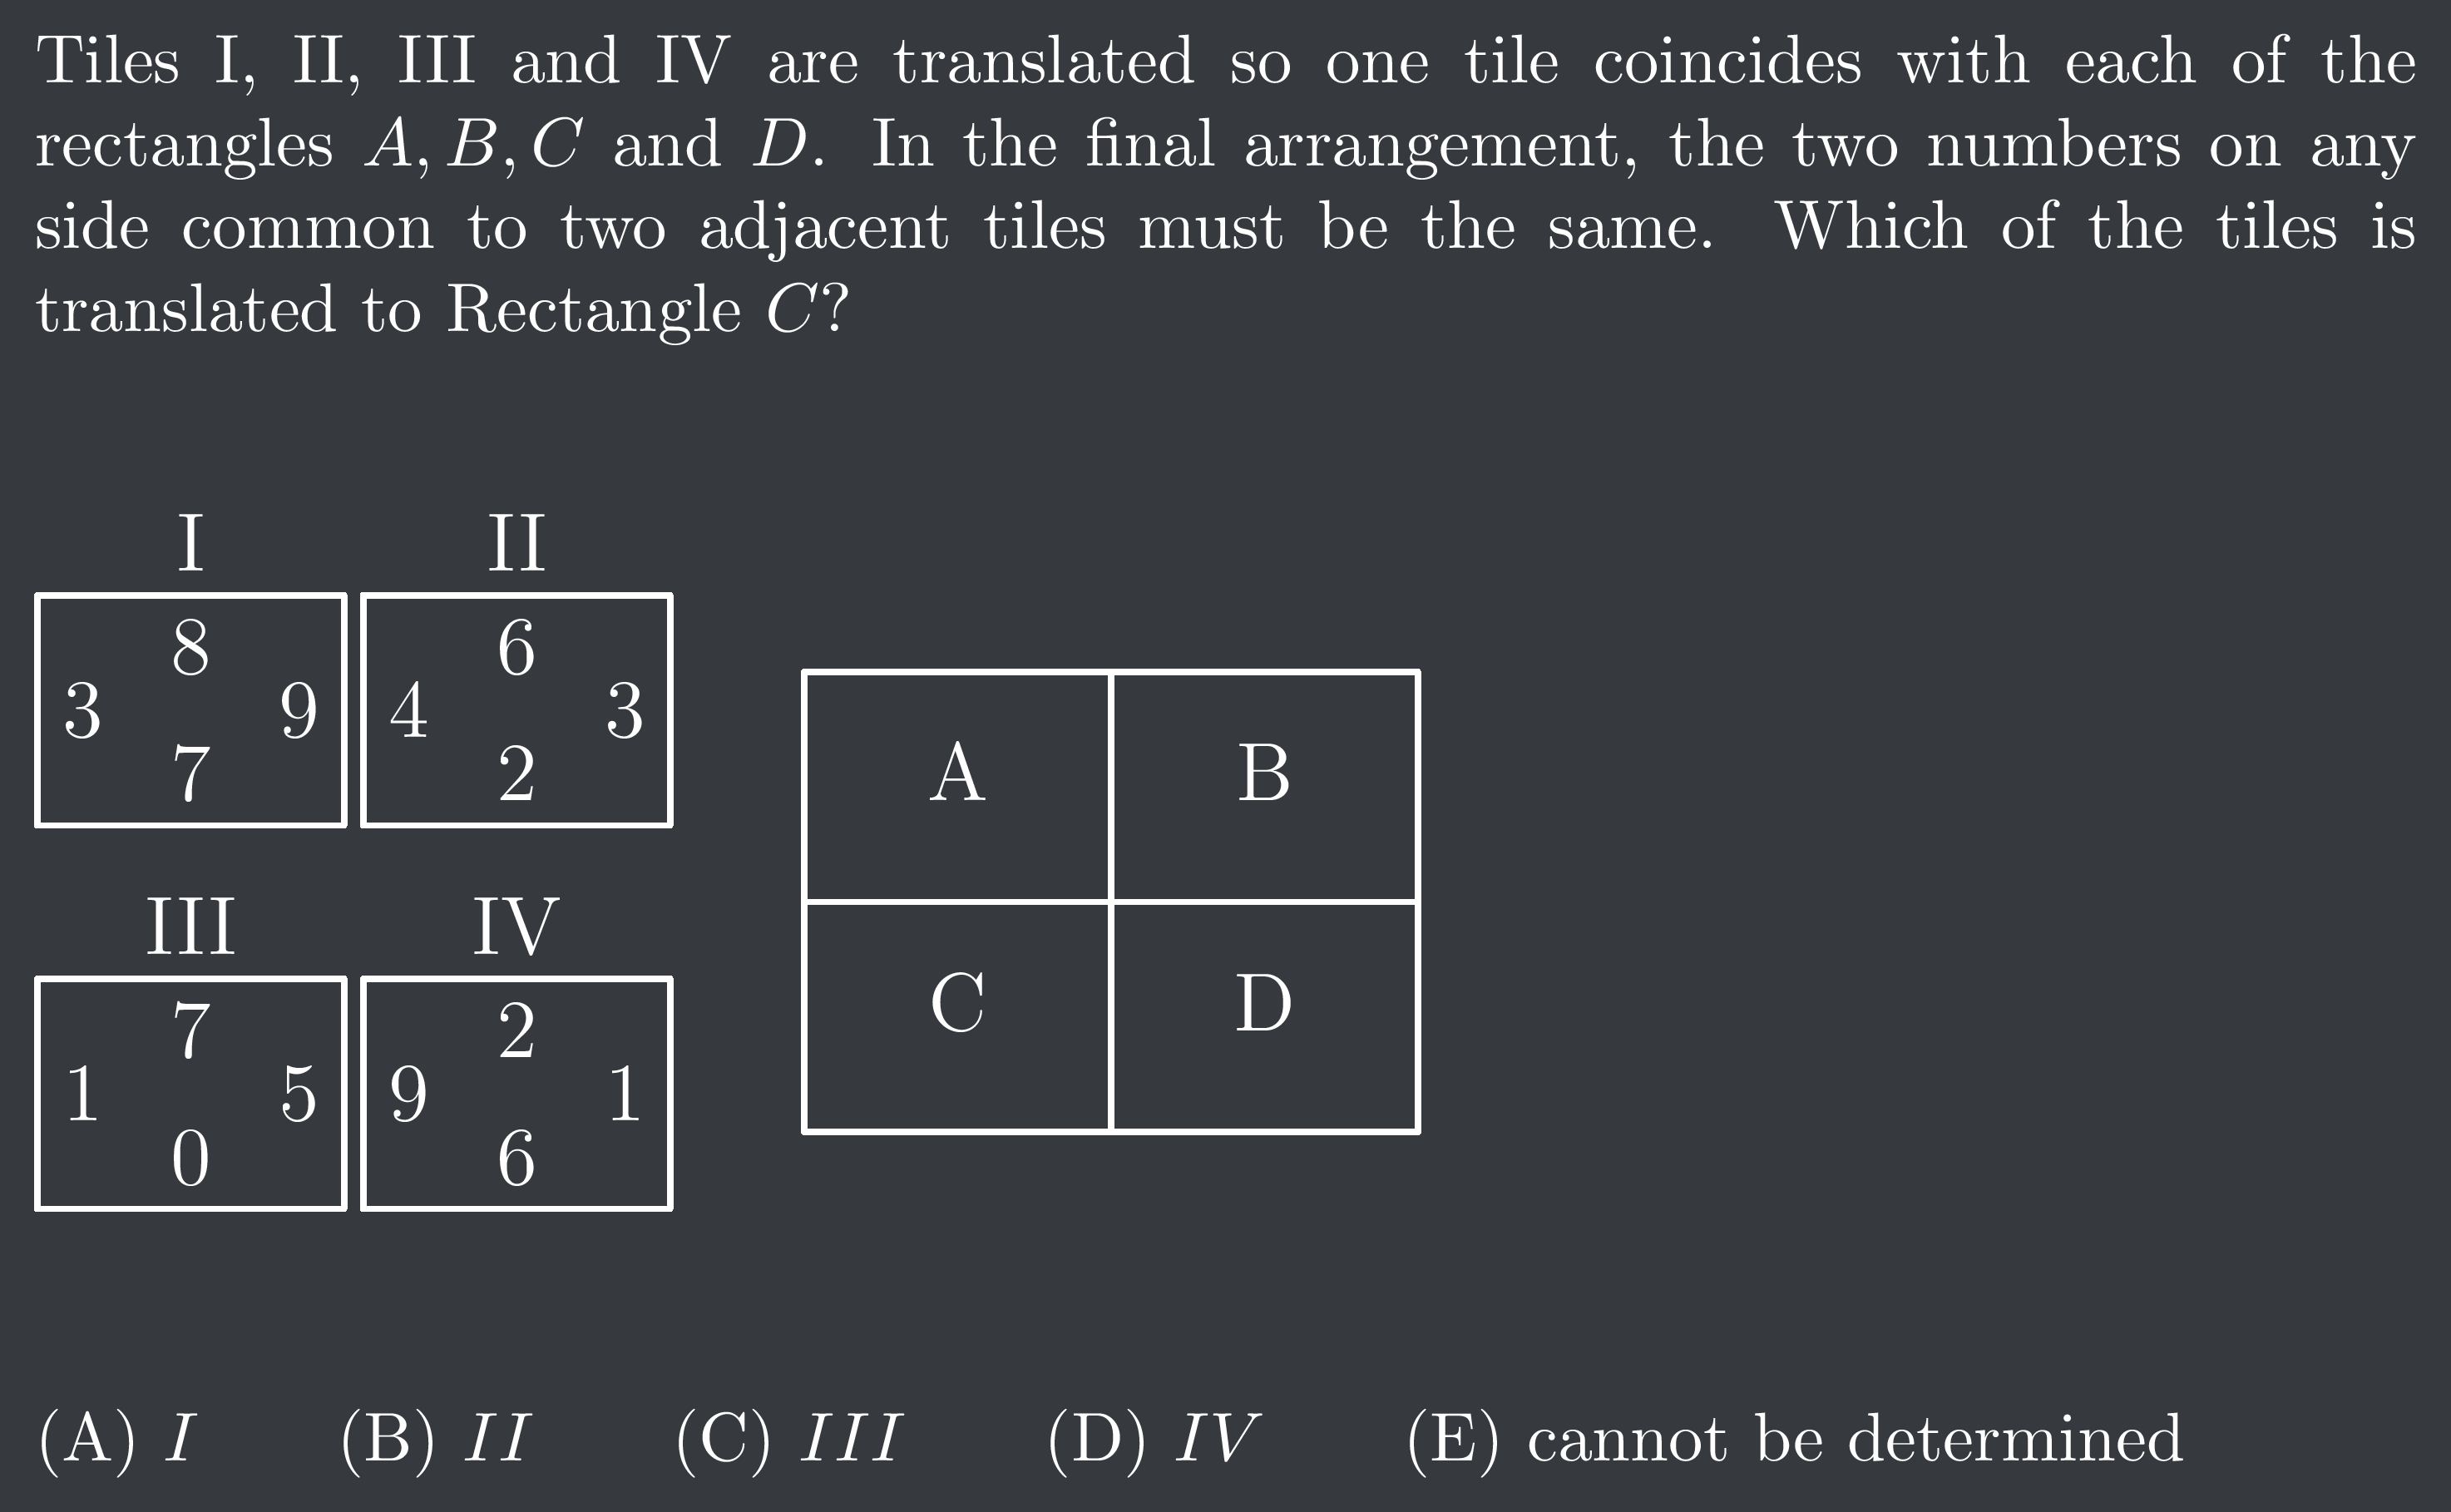 Tiles I, II, III and IV are translated so one tile coincides with each of the
rectangles A, B, C and D. In the final arrangement, the two numbers on any
side common to two adjacent tiles must be the same. Which of the tiles is
translated to Rectangle C?
I II
8 6
3 9 4 3
7 2
A B
III IV
7 2
1 5 9 1
0 6
C D
(A) I (B) II (C) III (D) IV (E) cannot be determined